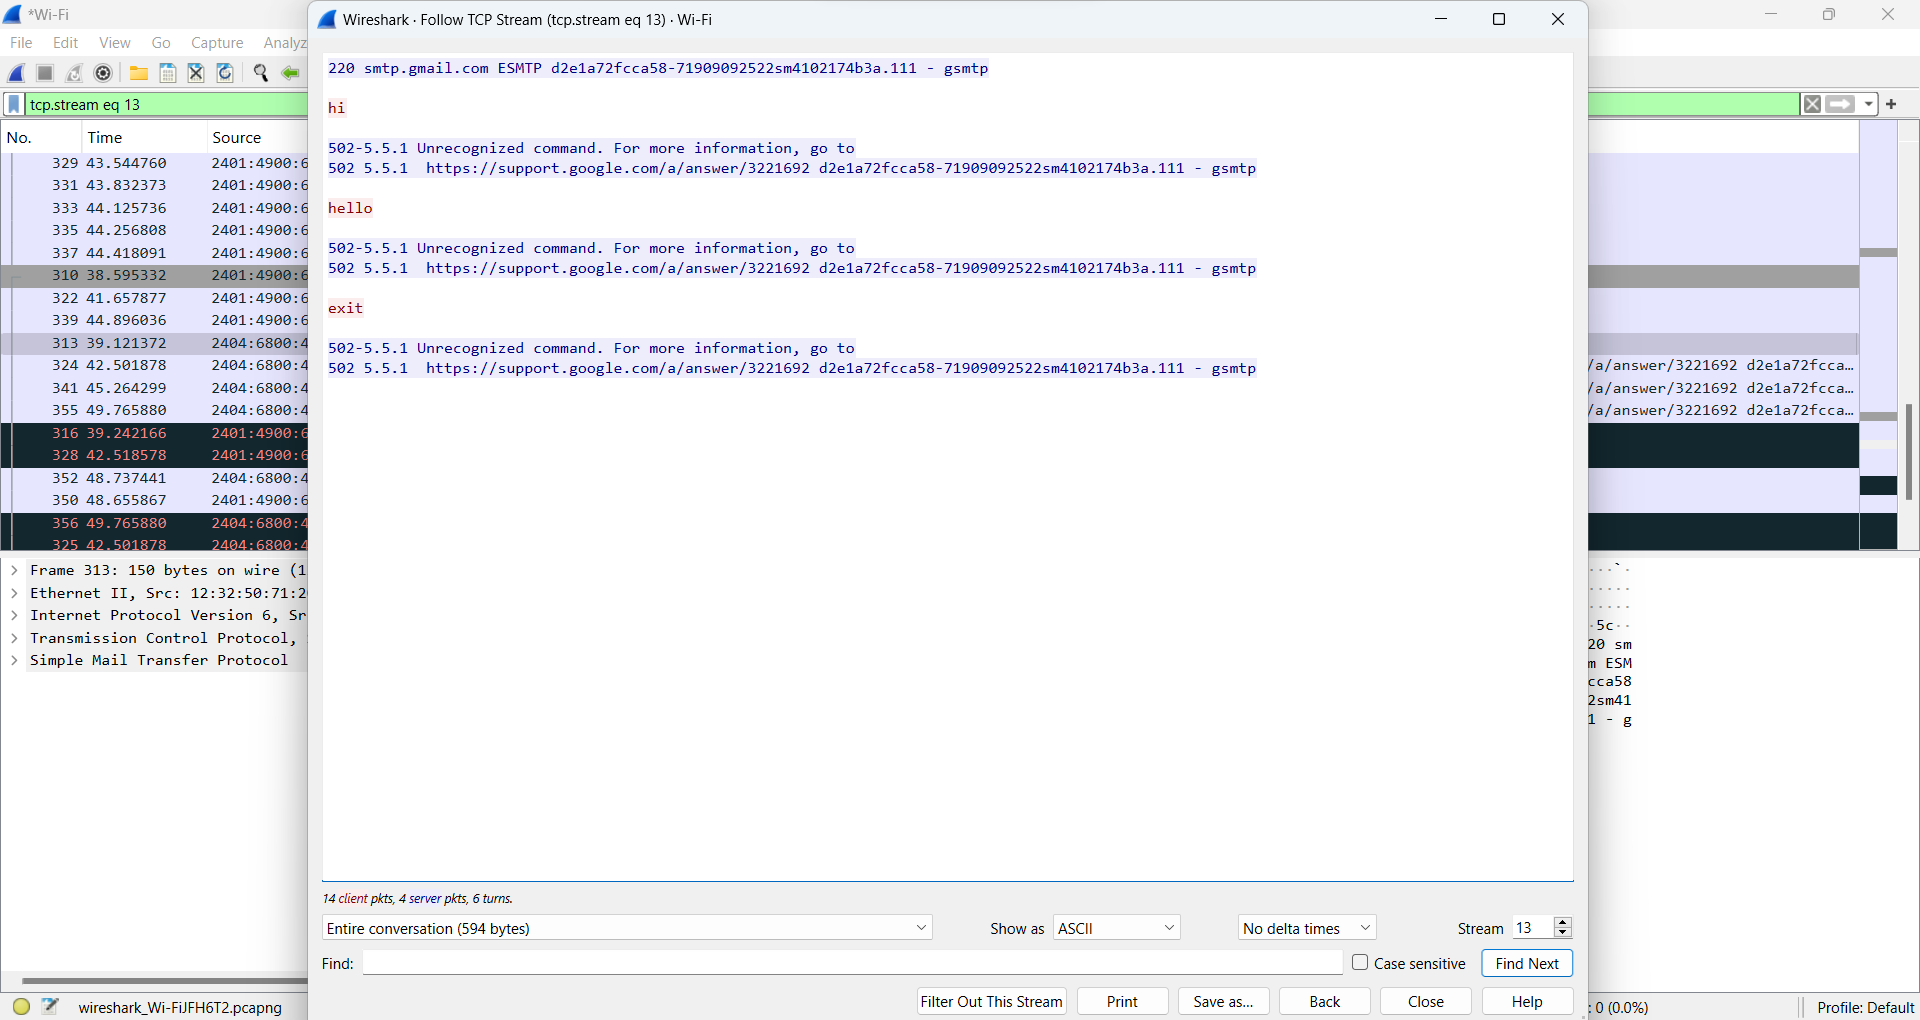 *Wi-Fi
File Edit View Go Capture Analyz
tcp.stream eq 13
No. Time Source
329 43.544760 2401:4900:6
331 43.832373 2401:4900:6
333 44.125736 2401:4900:6
335 44.256808 2401:4900:6
337 44.418091 2401:4900:6
310 38.595332 2401:4900:6
322 41.657877 2401:4900:6
339 44.896036 2401:4900:6
313 39.121372 2404:6800:4
324 42.501878 2404:6800:4
341 45.264299 2404:6800:4
355 49.765880 2404:6800:4
316 39.242166 2401:4900:6
328 42.518578 2401:4900:6
352 48.737441 2404:6800:4
350 48.655867 2401:4900:6
356 49.765880 2404:6800:4
325 42.501878 2404:6800:4
Frame 313: 150 bytes on wire (1
Ethernet II, Src: 12:32:50:71:2
Internet Protocol Version 6, Sr
Transmission Control Protocol,
Simple Mail Transfer Protocol
wireshark_Wi-FiJFH6T2.pcapng
Wireshark · Follow TCP Stream (tcp.stream eq 13) · Wi-Fi
220 smtp.gmail.com ESMTP d2e1a72fcca58-71909092522sm4102174b3a.111 - gsmtp
hi
502-5.5.1 Unrecognized command. For more information, go to
502 5.5.1  https://support.google.com/a/answer/3221692 d2e1a72fcca58-71909092522sm4102174b3a.111 - gsmtp
hello
502-5.5.1 Unrecognized command. For more information, go to
502 5.5.1  https://support.google.com/a/answer/3221692 d2e1a72fcca58-71909092522sm4102174b3a.111 - gsmtp
exit
502-5.5.1 Unrecognized command. For more information, go to
502 5.5.1  https://support.google.com/a/answer/3221692 d2e1a72fcca58-71909092522sm4102174b3a.111 - gsmtp
14 client pkts, 4 server pkts, 6 turns.
Entire conversation (594 bytes) Show as ASCII No delta times Stream 13
Find: Case sensitive Find Next
Filter Out This Stream Print Save as... Back Close Help
/a/answer/3221692 d2e1a72fcca…
/a/answer/3221692 d2e1a72fcca…
/a/answer/3221692 d2e1a72fcca…
···`·
·····
·····
·5c··
20 sm
m ESM
cca58
2sm41
1 - g
: 0 (0.0%) Profile: Default